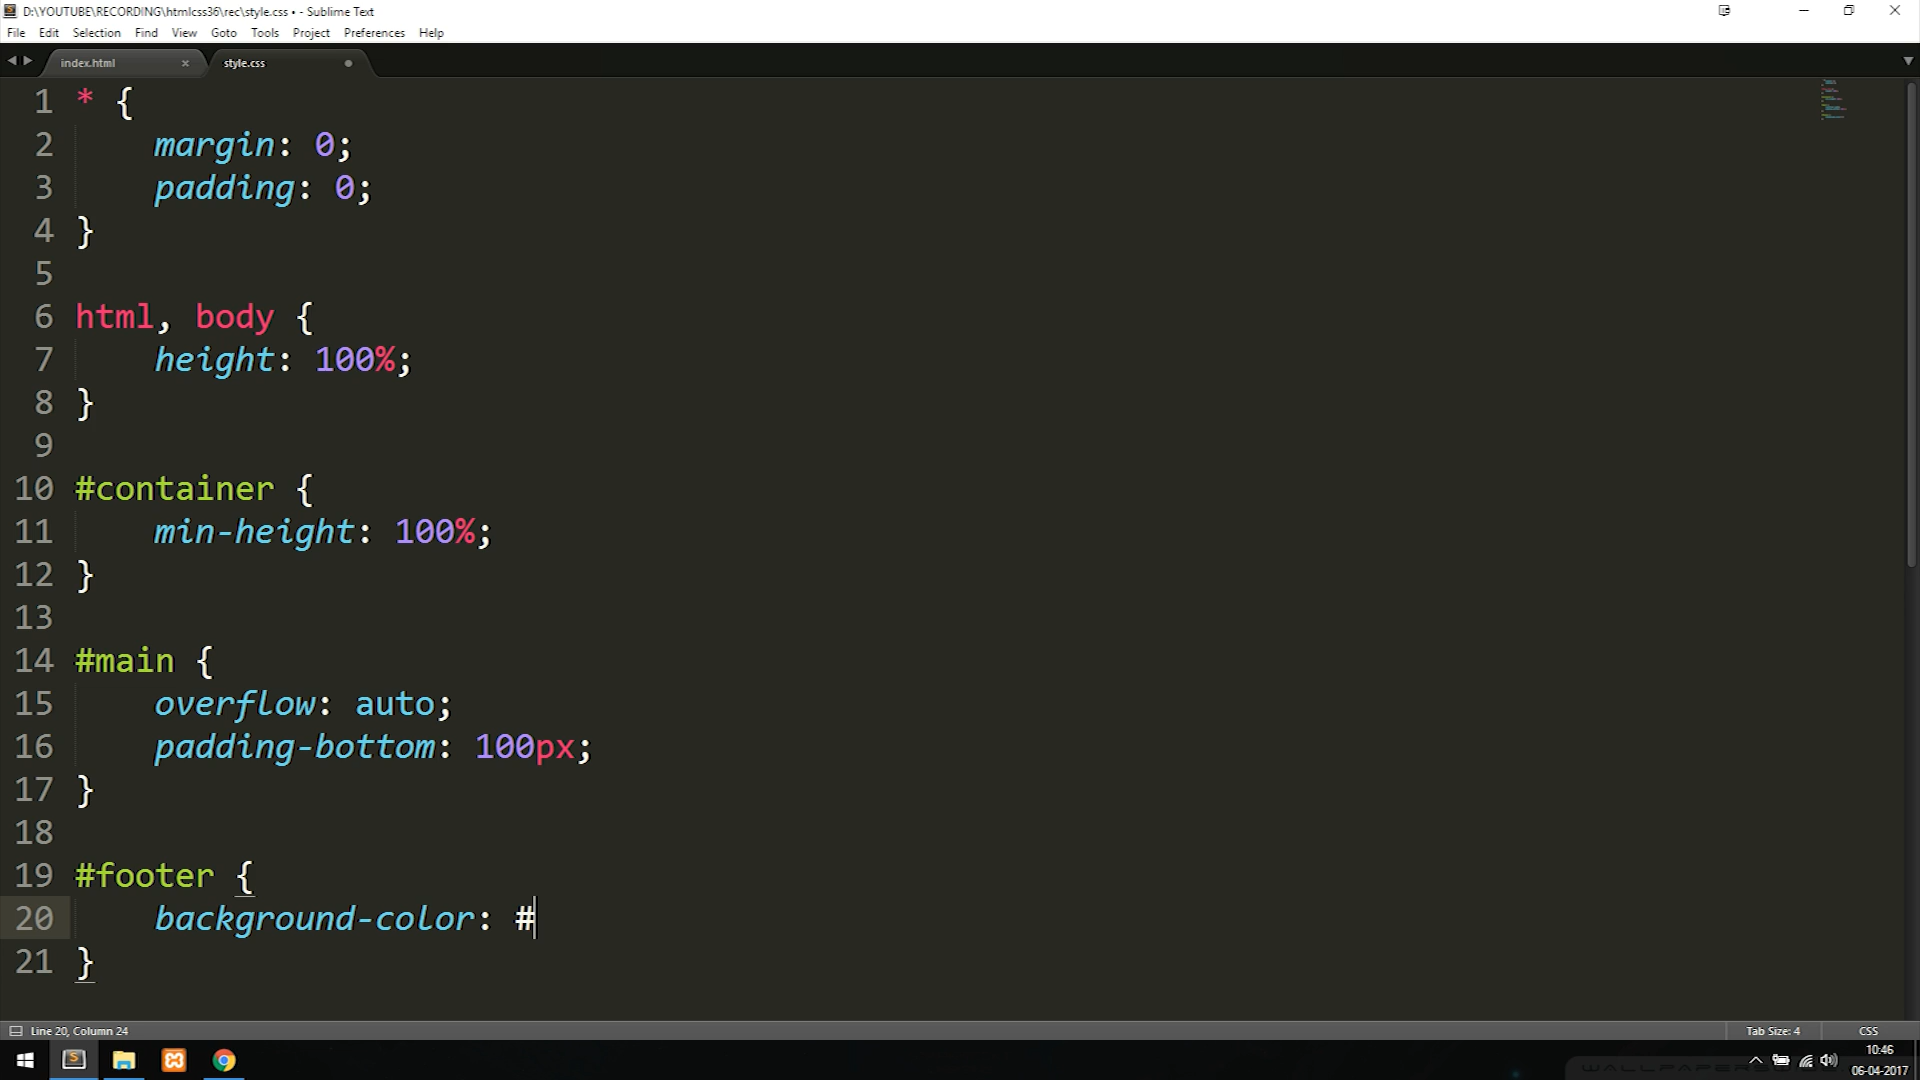 D:\YOUTUBE\RECORDING\htmlcss36\rec\style.css • - Sublime Text
File Edit Selection Find View Goto Tools Project Preferences Help
index.html × style.css
1 * {
2 margin: 0;
3 padding: 0;
4 }
5
6 html, body {
7 height: 100%;
8 }
9
10 #container {
11 min-height: 100%;
12 }
13
14 #main {
15 overflow: auto;
16 padding-bottom: 100px;
17 }
18
19 #footer {
20 background-color: #
21 }
Line 20, Column 24 Tab Size: 4 CSS
10:46
06-04-2017